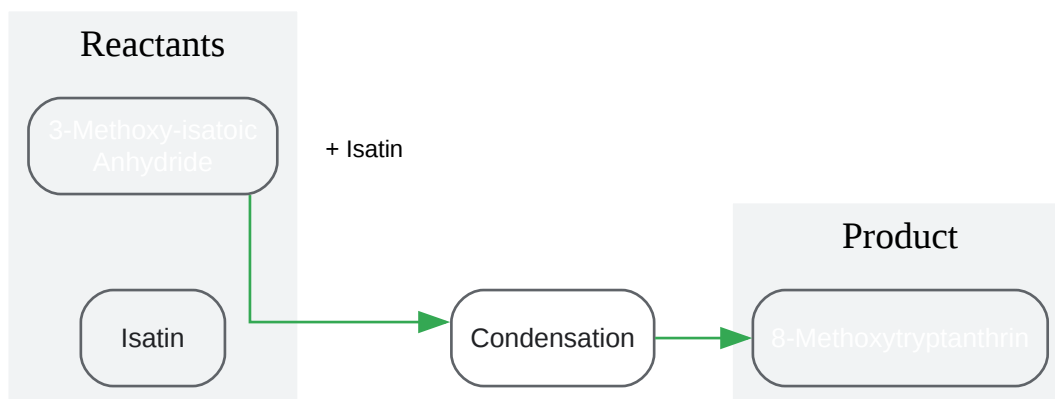 Reactants
3-Methoxy-isatoic
Anhydride
+ Isatin
Product
Isatin
Condensation
8-Methoxytryptanthrin